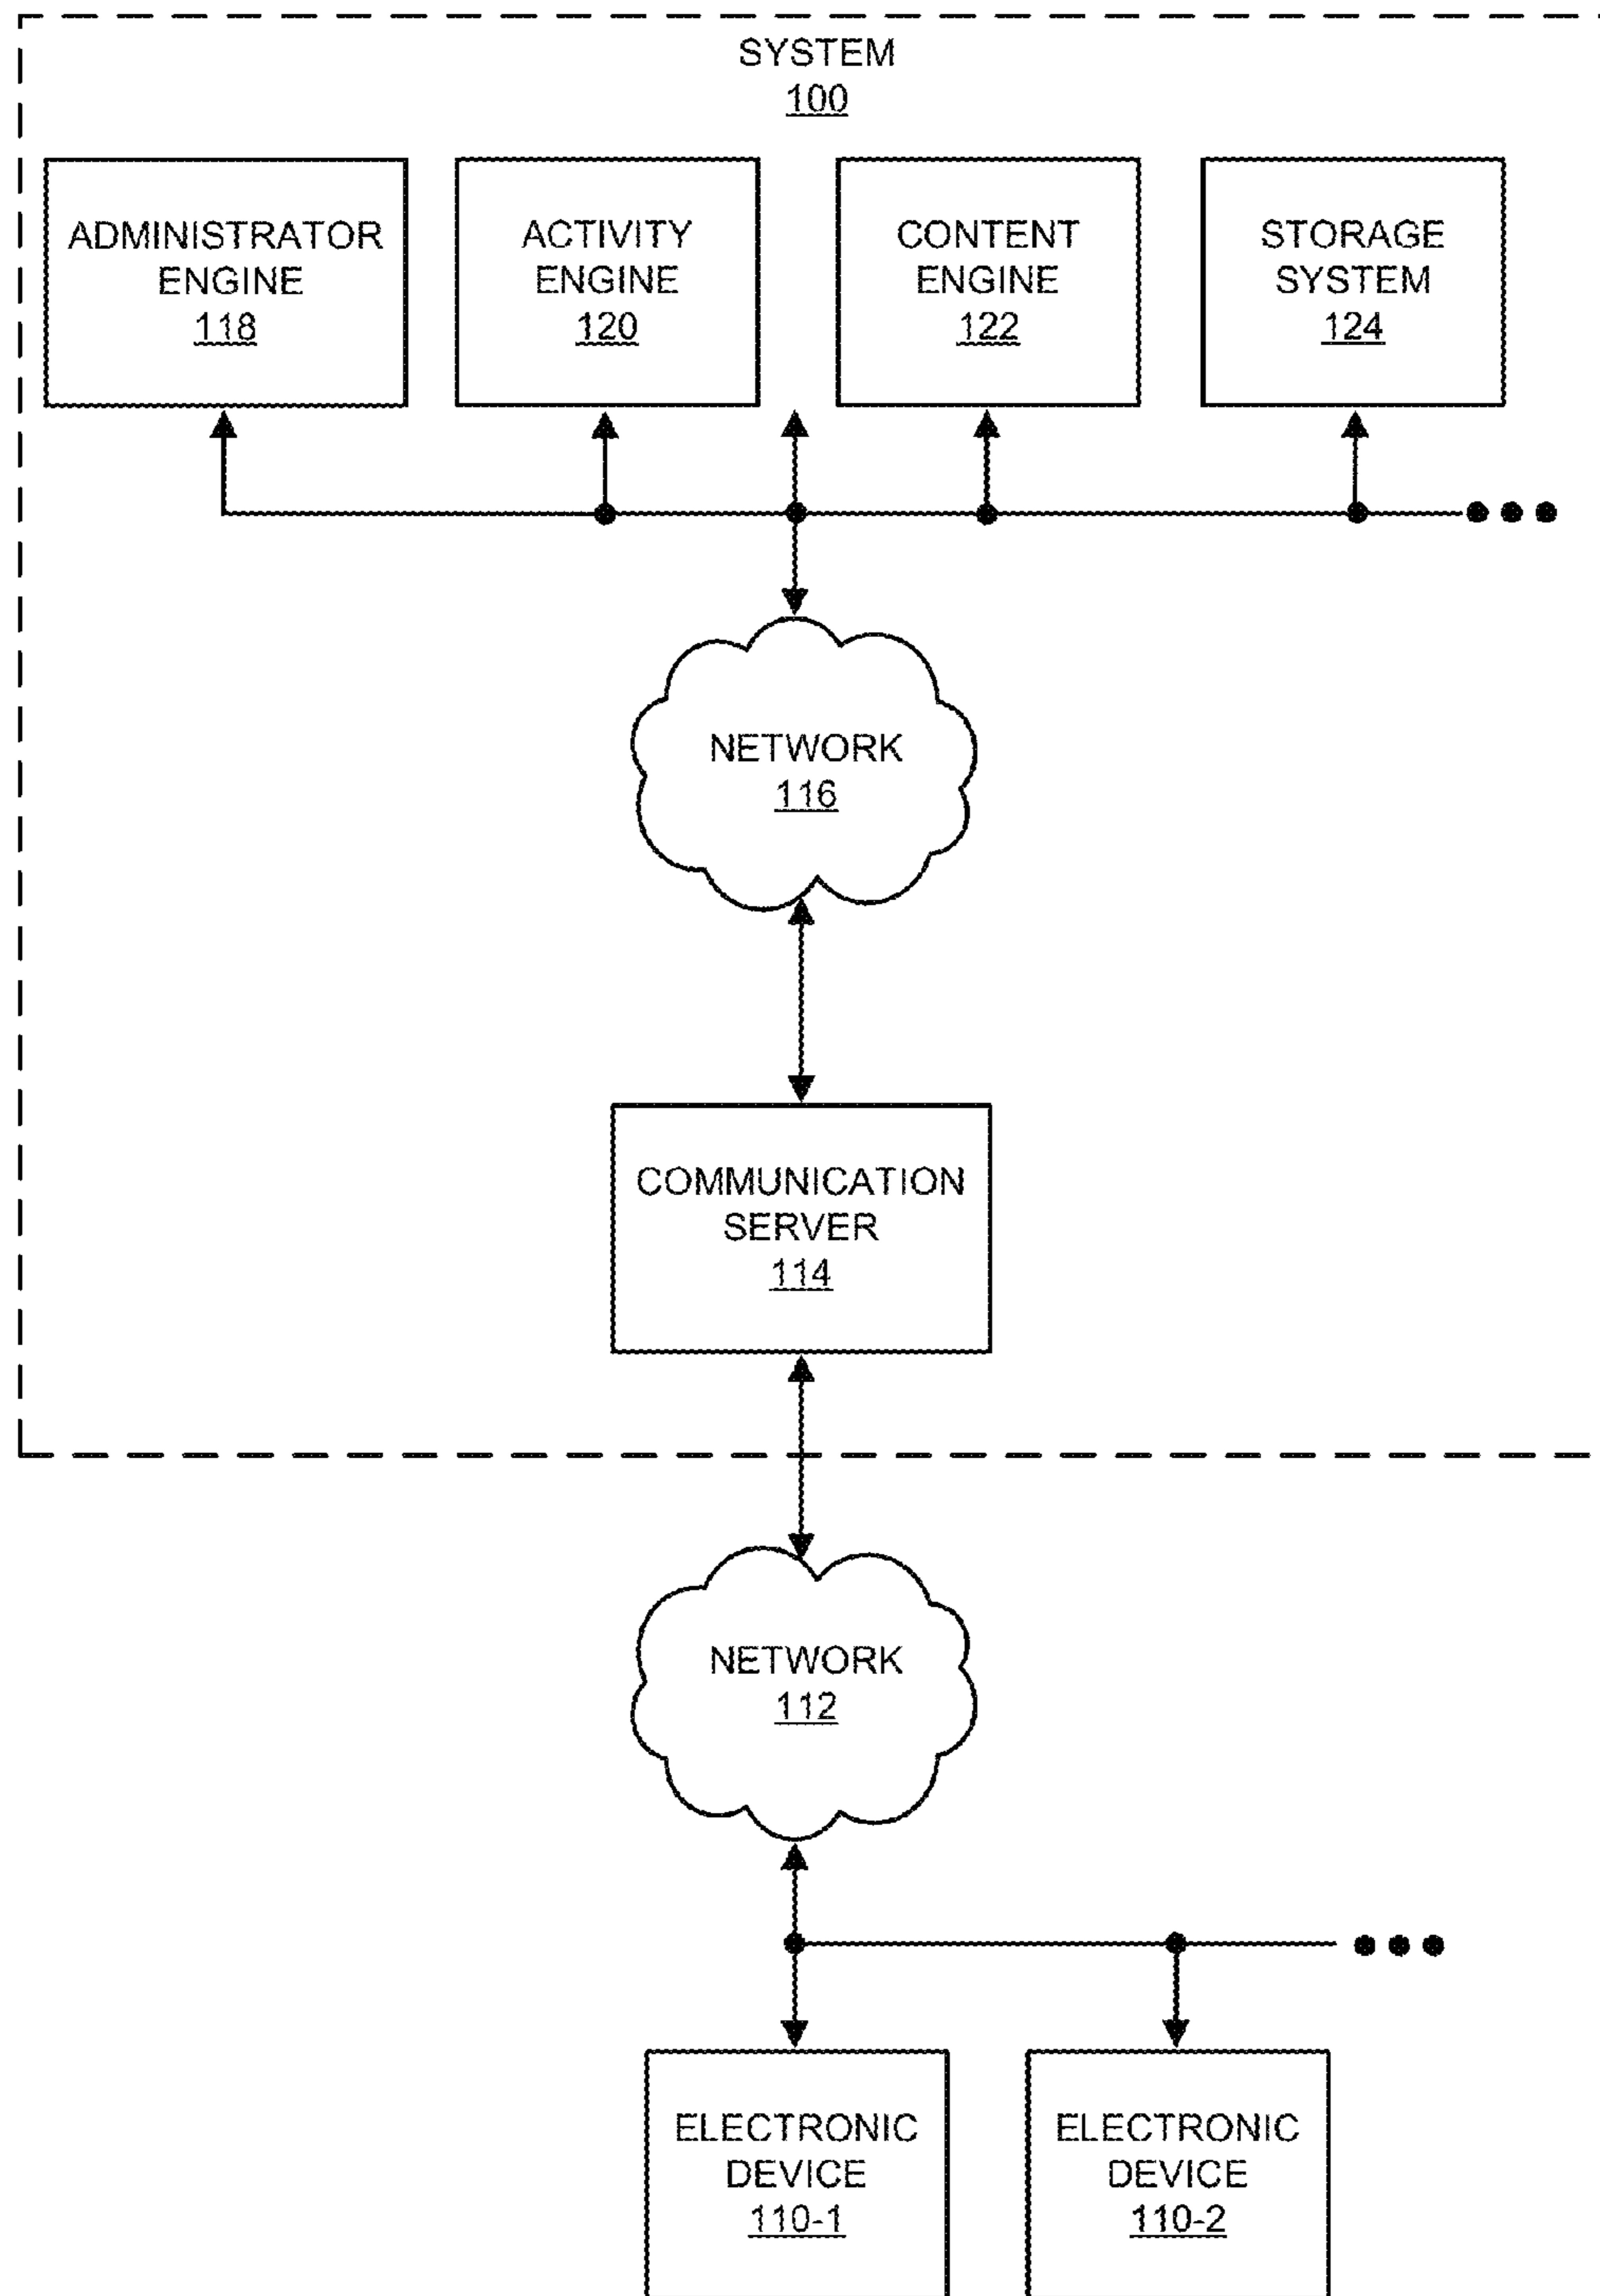 SYSTEM
100
ADMINISTRATOR
ENGINE
118
ACTIVITY
ENGINE
120
CONTENT
ENGINE
122
STORAGE
SYSTEM
124
NETWORK
116
COMMUNICATION
SERVER
114
NETWORK
112
ELECTRONIC
DEVICE
110-1
ELECTRONIC
DEVICE
110-2